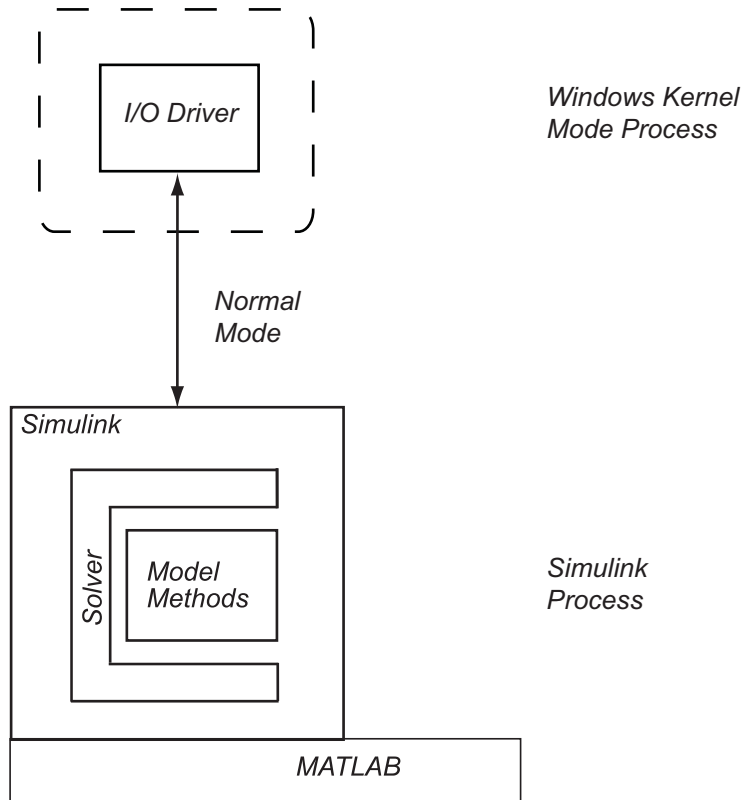 I/O Driver
Windows Kernel
Mode Process
Normal
Mode
Simulink
Solver
Model
Methods
Simulink
Process
MATLAB